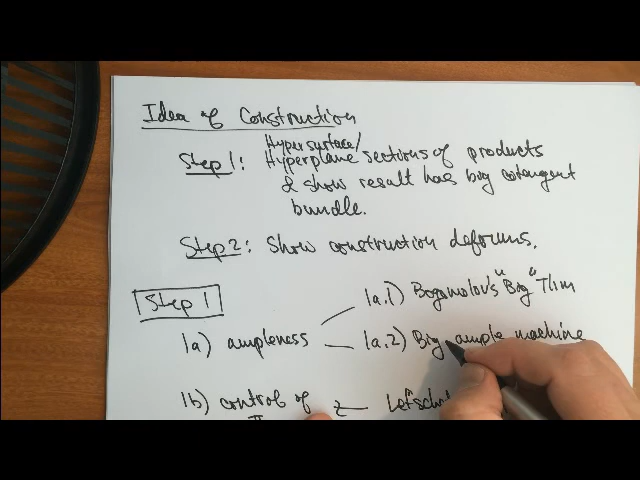 Idea of Construction
Hypersurface/
Step 1: Hyperplane sections of products
& show result has big cotangent
bundle.
Step 2: Show construction deforms.
Step 1
1a.1) Bogomolov's "Big" Thm
1a) ampleness
1a.2) Big ample machine
1b) control of